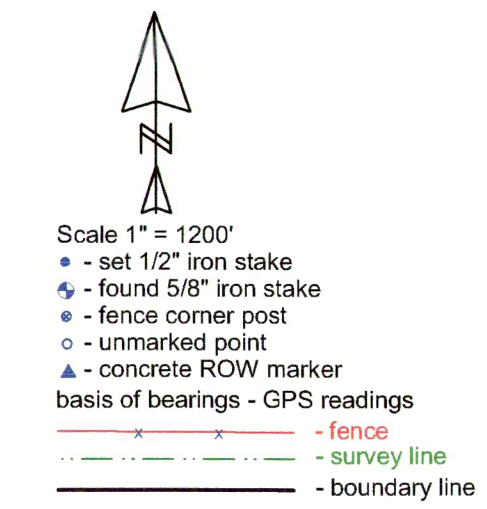 N
Scale 1" = 1200'
- set 1/2" iron stake
- found 5/8" iron stake
- fence corner post
- unmarked point
- concrete ROW marker
basis of bearings - GPS readings
x x - fence
- survey line
- boundary line